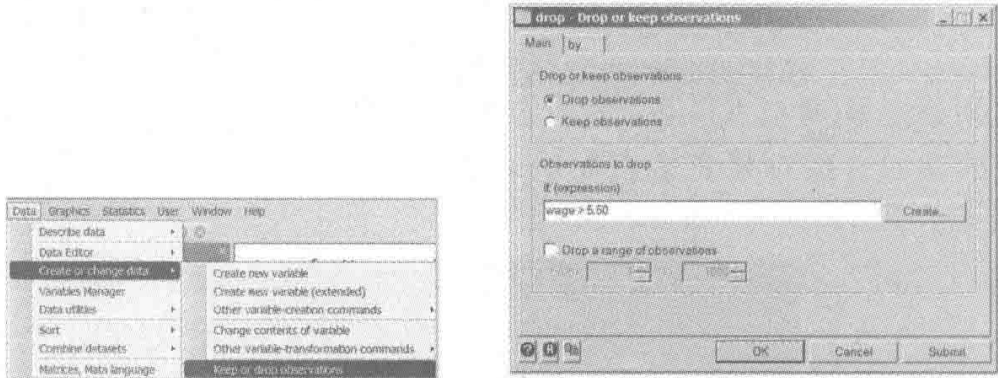 Data Graphics Statistics User Window Help
Describe data
Data Editor
Create or change data
Variables Manager
Data utilities
Sort
Combine datasets
Matrices, Mata language
Create new variable
Create new variable (extended)
Other variable-creation commands
Change contents of variable
Other variable-transformation commands
Keep or drop observations
drop - Drop or keep observations
Main by
Drop or keep observations
Drop observations
Keep observations
Observations to drop
If (expression)
wage > 5.50
Create...
Drop a range of observations
OK Cancel Submit